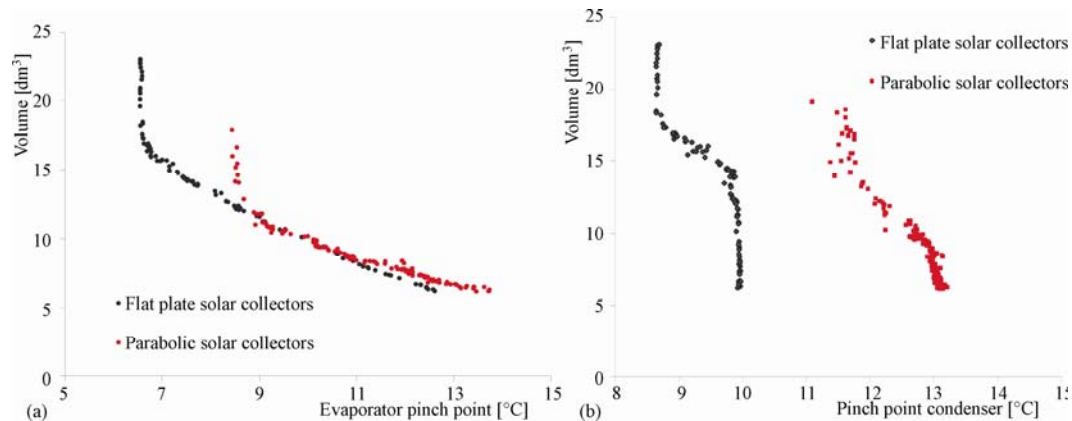 25
20
15
10
5
0
Volume [dm³]
Flat plate solar collectors
Parabolic solar collectors
5 7 9 11 13 15
(a) Evaporator pinch point [°C]
25
20
15
10
5
0
Volume [dm³]
Flat plate solar collectors
Parabolic solar collectors
8 9 10 11 12 13 14 15
(b) Pinch point condenser [°C]